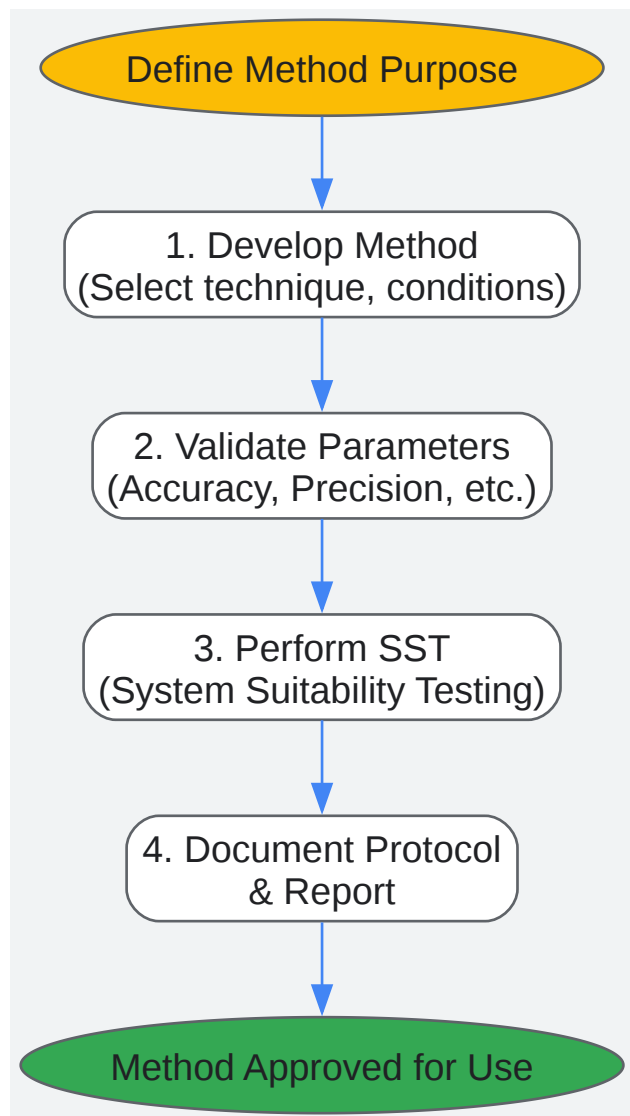 Define Method Purpose
1. Develop Method
(Select technique, conditions)
2. Validate Parameters
(Accuracy, Precision, etc.)
3. Perform SST
(System Suitability Testing)
4. Document Protocol
& Report
Method Approved for Use